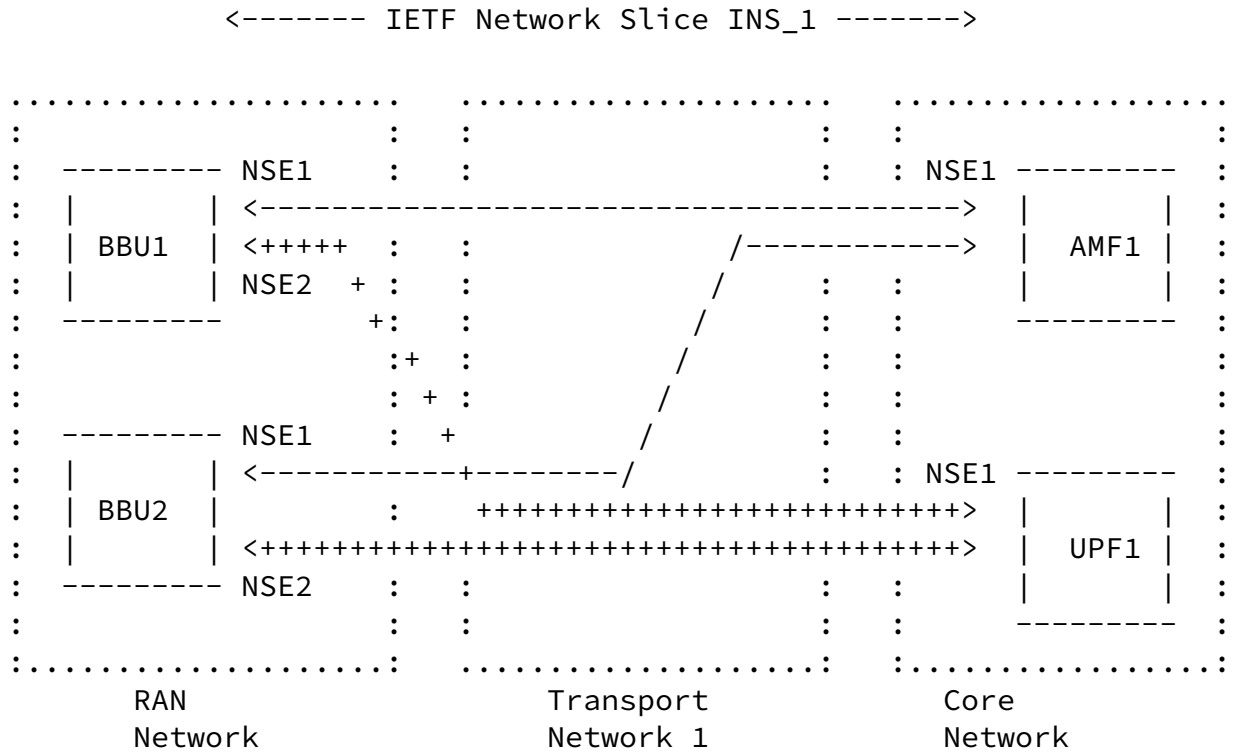 <------- IETF Network Slice INS_1 ------->
NSE1 NSE1
BBU1 AMF1
NSE2
NSE1
NSE1
BBU2
UPF1
NSE2
RAN Transport Core
Network Network 1 Network